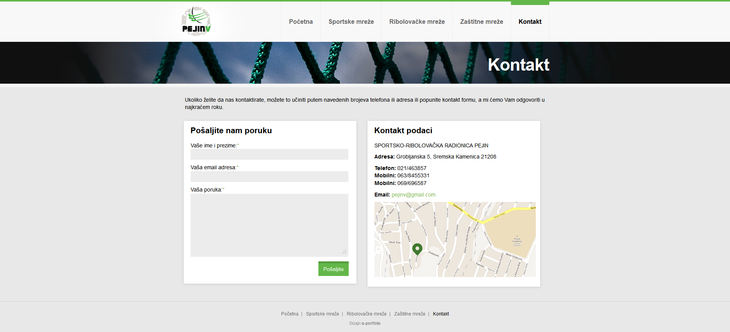 PEJINV
Početna
Sportske mreže
Ribolovačke mreže
Zaštitne mreže
Kontakt
Kontakt
Ukoliko želite da nas kontaktirate, možete to učiniti putem navedenih brojeva telefona ili adresa ili popunite kontakt formu, a mi ćemo Vam odgovoriti u
najkraćem roku.
Pošaljite nam poruku
Vaše ime i prezime:*
Vaša email adresa:*
Vaša poruka:*
Pošaljite
Kontakt podaci
SPORTSKO-RIBOLOVAČKA RADIONICA PEJIN
Adresa: Grobljanska 5, Sremska Kamenica 21208
Telefon: 021/463857
Mobilni: 063/8455331
Mobilni: 069/696587
Email: pejinv@gmail.com
Početna | Sportske mreže | Ribolovačke mreže | Zaštitne mreže | Kontakt
Dizajn e-portfolio